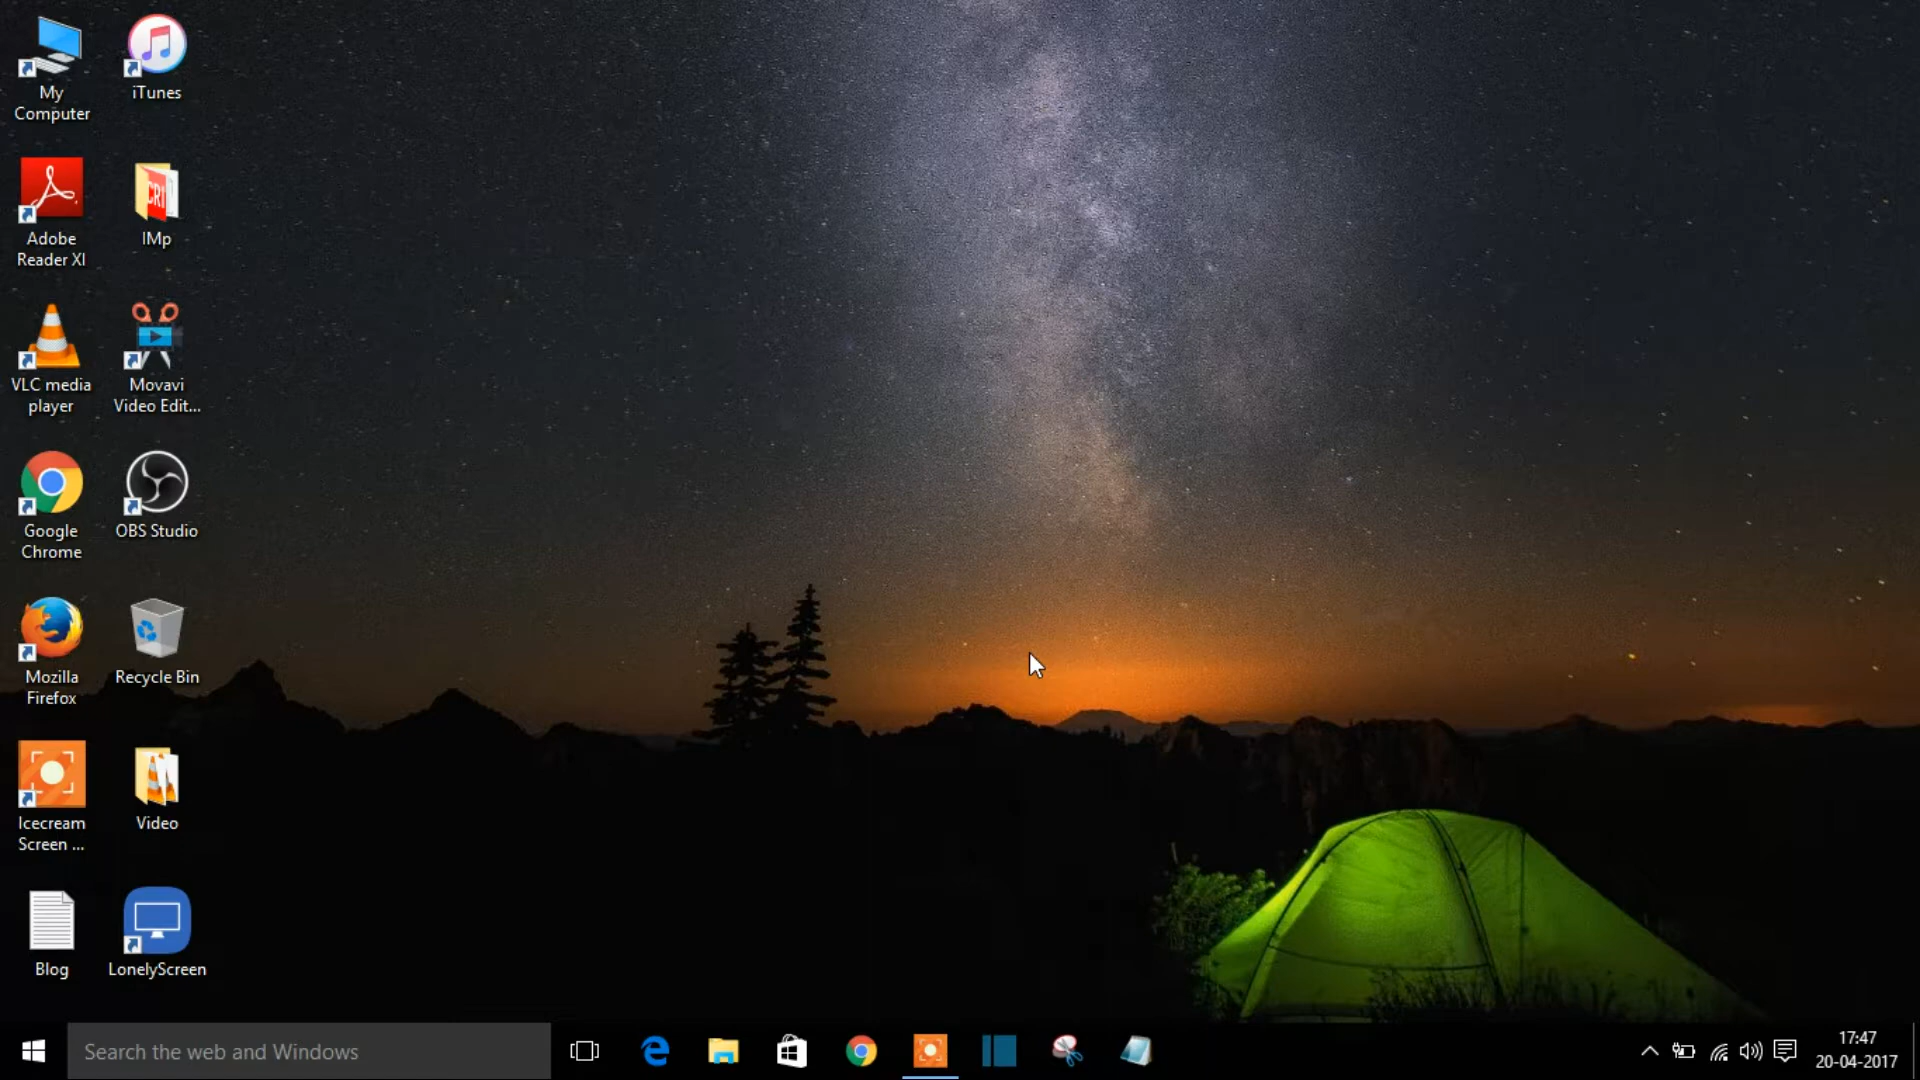 My
Computer
iTunes
Adobe
Reader XI
CRI
IMp
VLC media
player
Movavi
Video Edit...
Google
Chrome
OBS Studio
Mozilla
Firefox
Recycle Bin
Icecream
Screen ...
Video
Blog
LonelyScreen
Search the web and Windows
17:47
20-04-2017